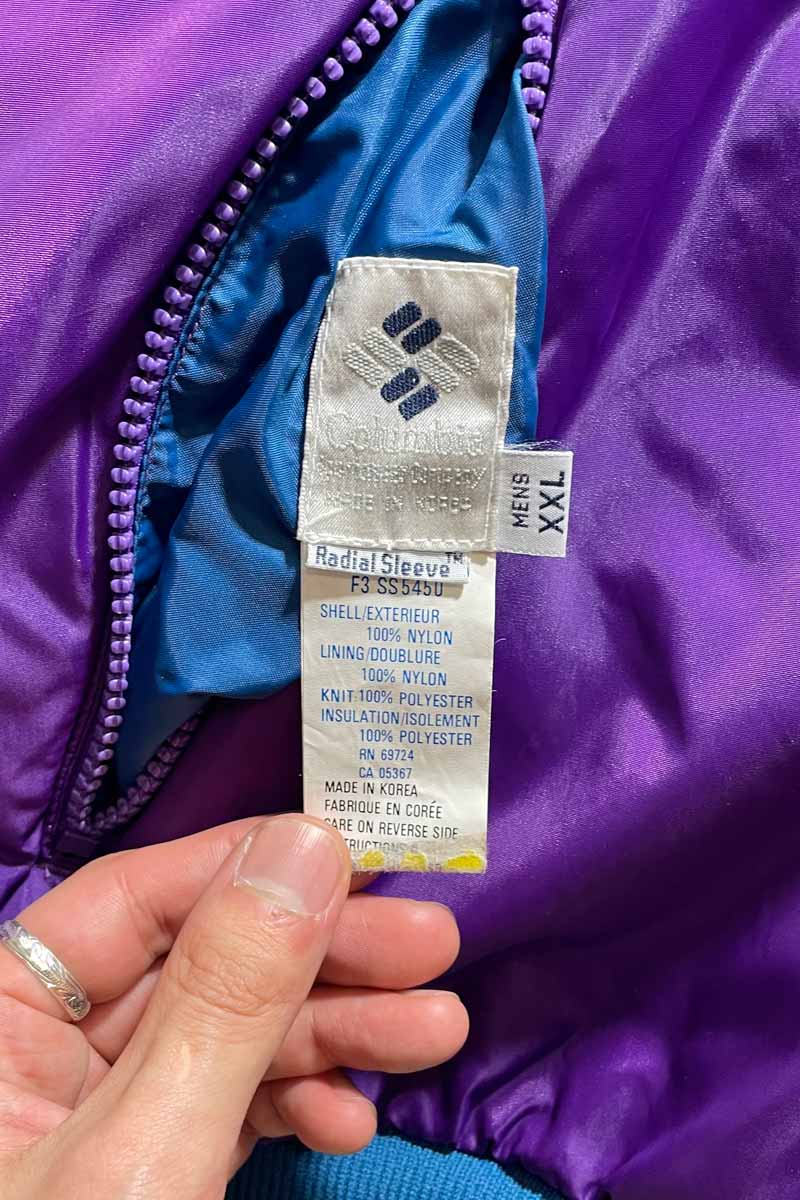 Columbia
Sportswear Company
MADE IN KOREA
MENS
XXL
Radial Sleeve™
F3 SS5450
SHELL/EXTERIEUR
100% NYLON
LINING/DOUBLURE
100% NYLON
KNIT 100% POLYESTER
INSULATION/ISOLEMENT
100% POLYESTER
RN 69724
CA 05367
MADE IN KOREA
FABRIQUE EN CORÉE
CARE ON REVERSE SIDE